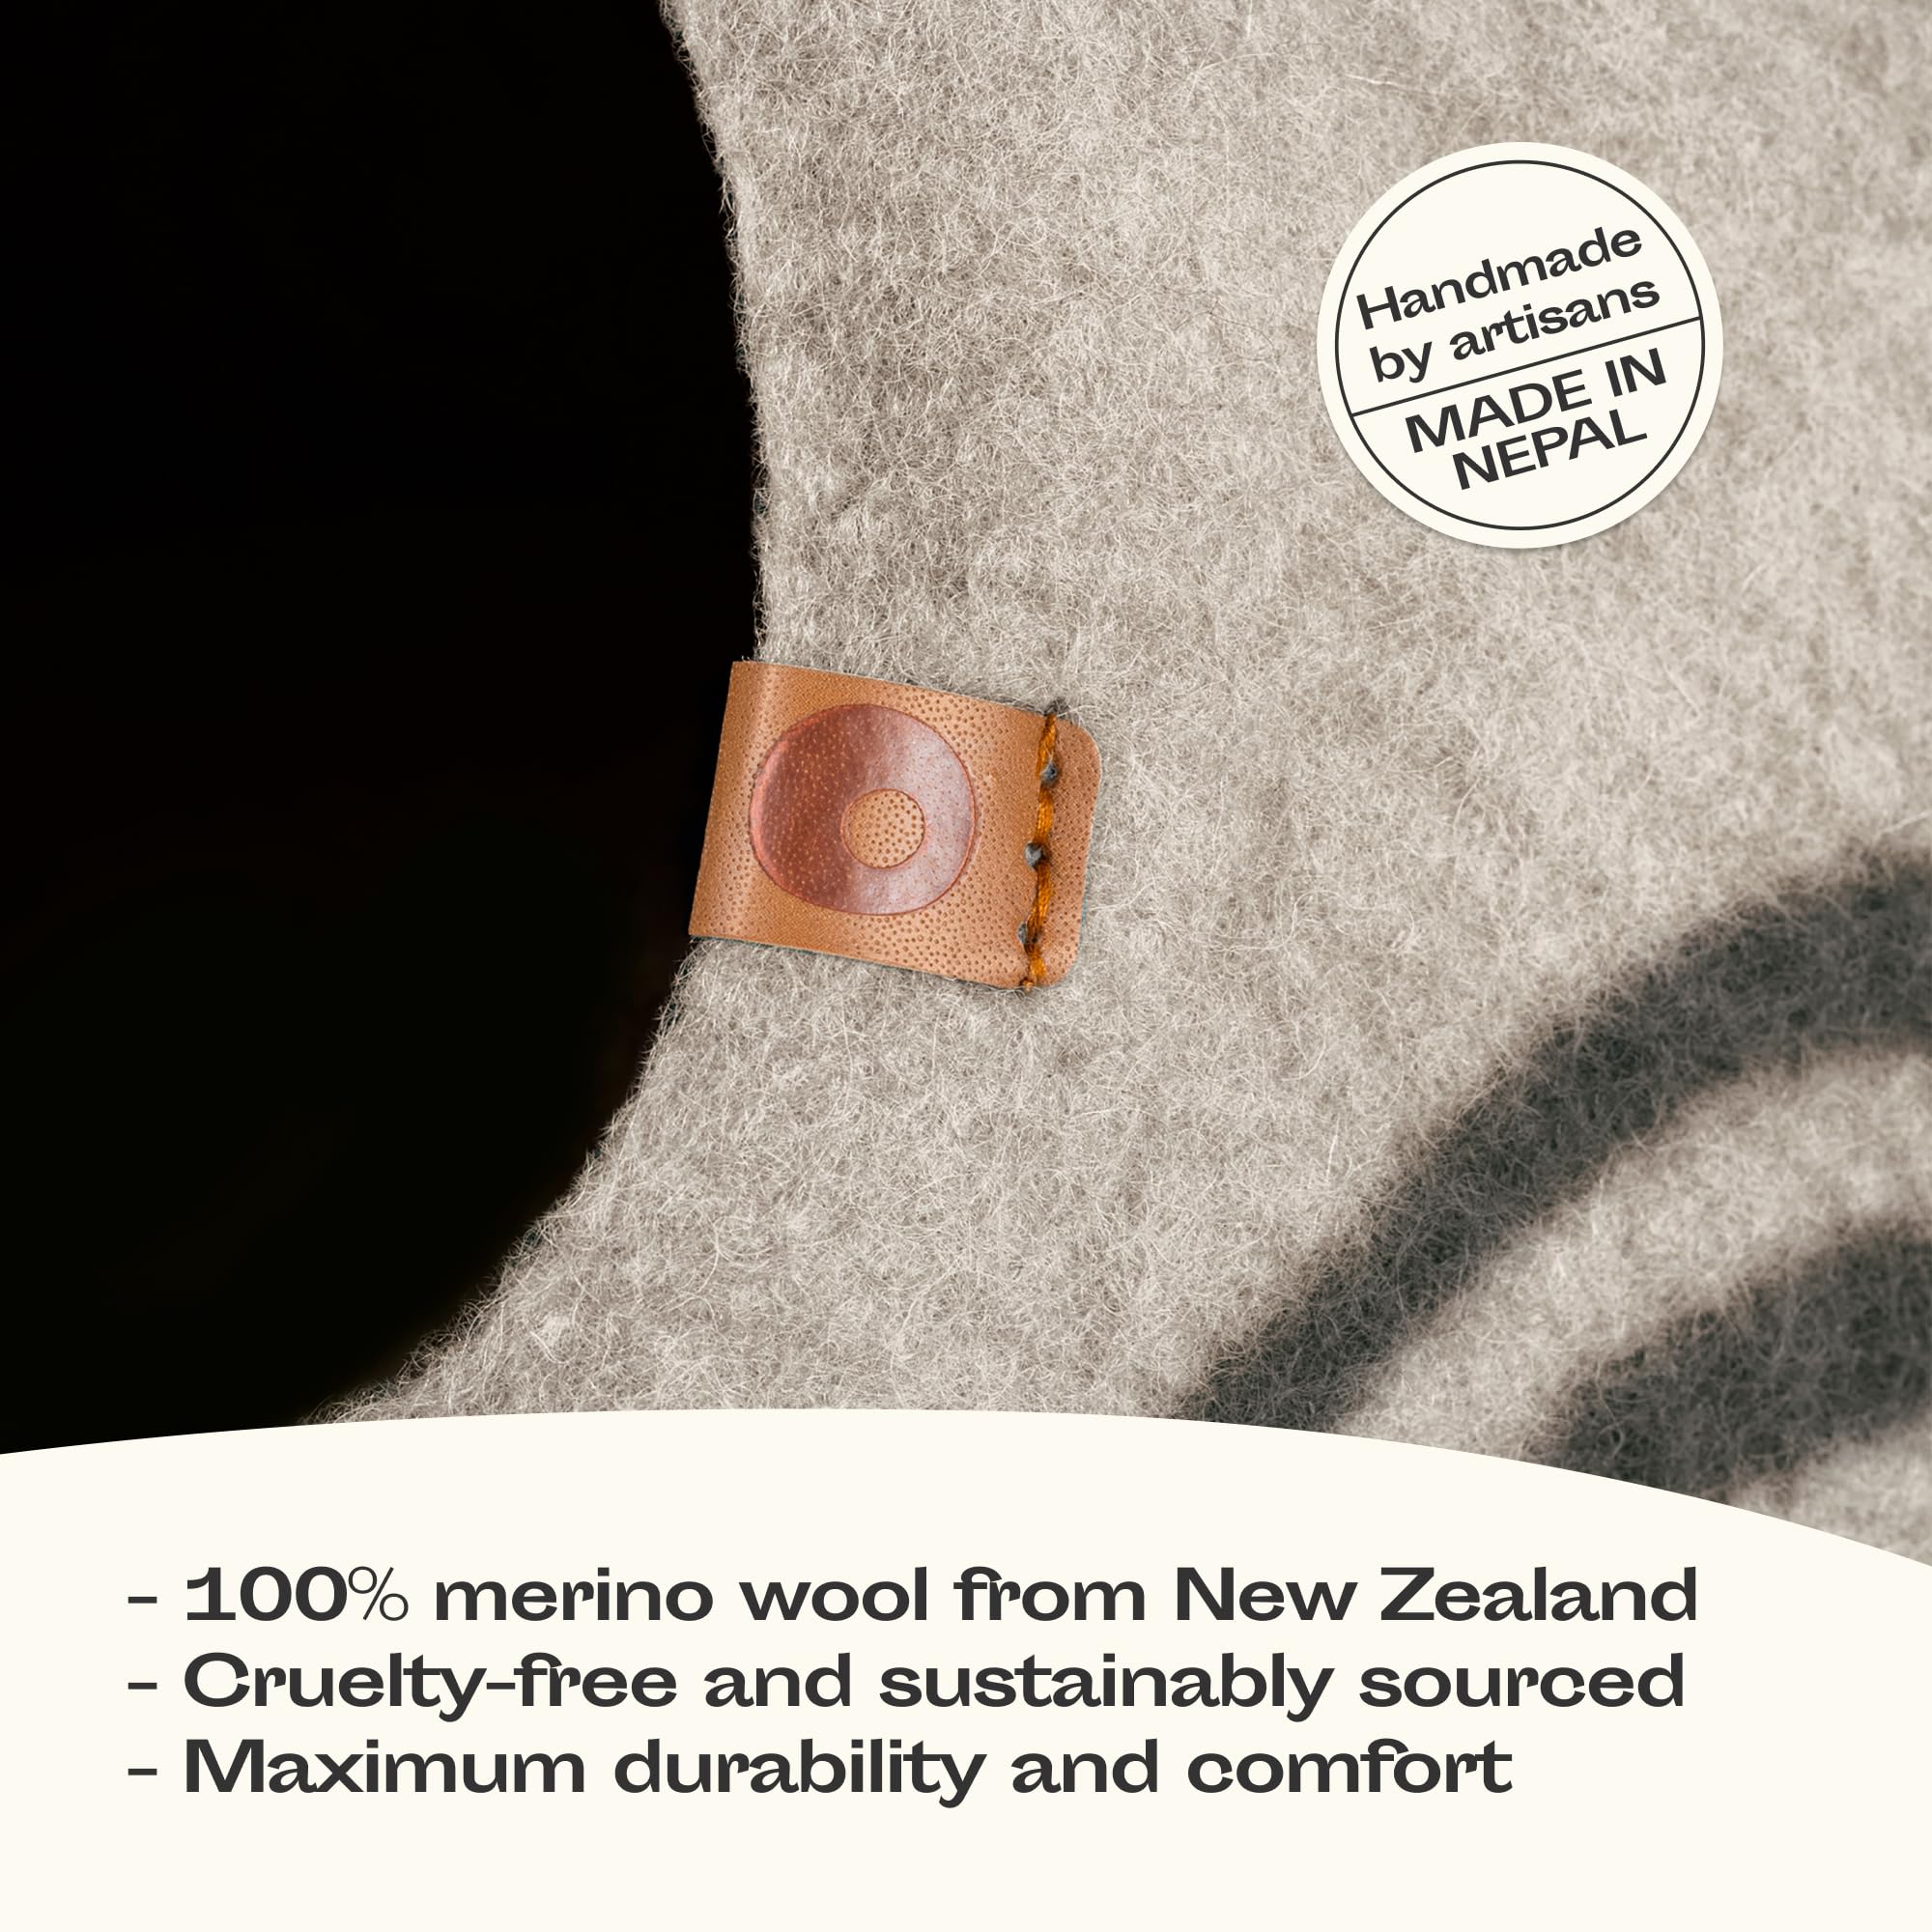 Handmade
by artisans
MADE IN
NEPAL
- 100% merino wool from New Zealand
- Cruelty-free and sustainably sourced
- Maximum durability and comfort